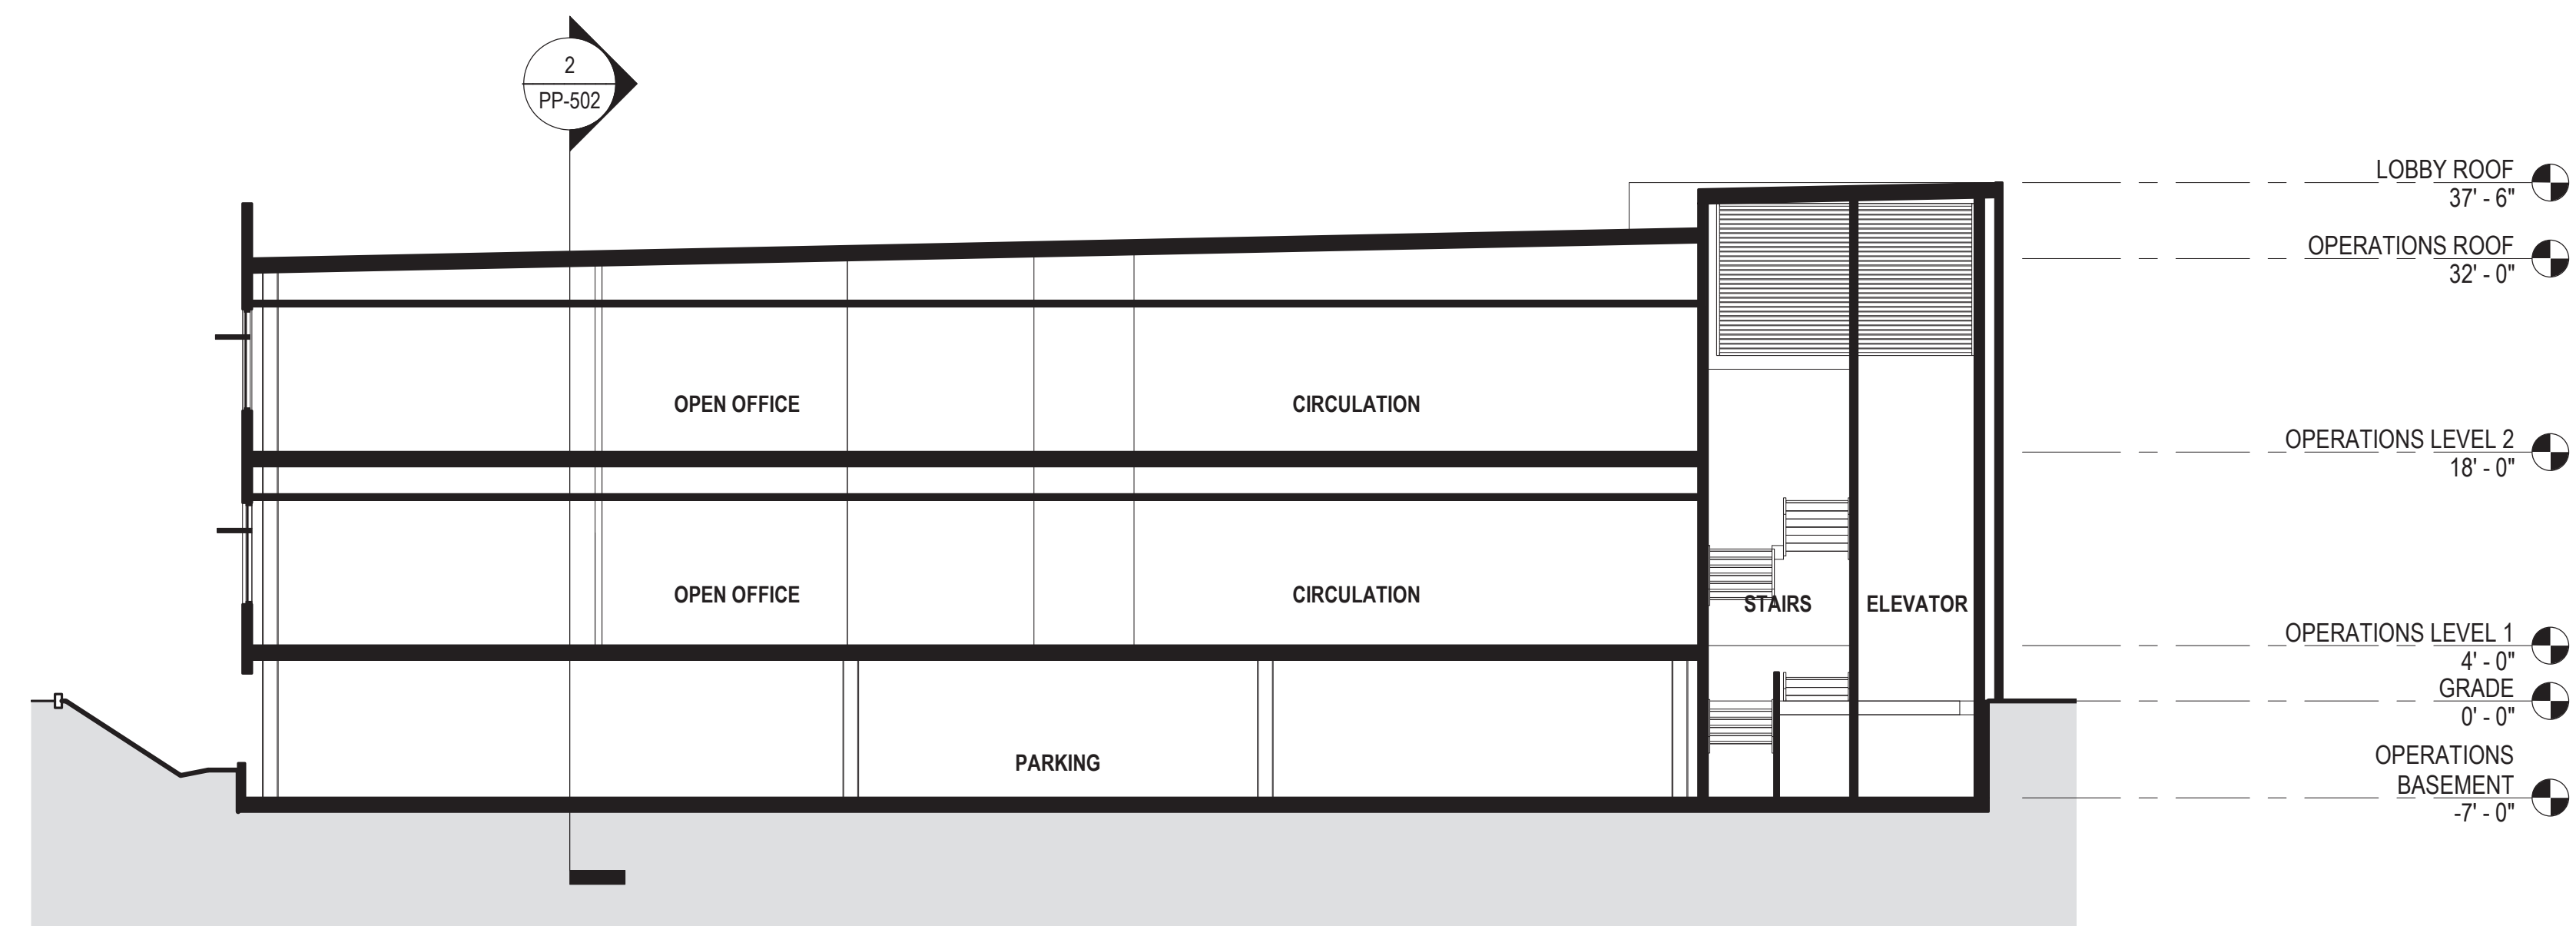 2
PP-502
LOBBY ROOF
37' - 6"
OPERATIONS ROOF
32' - 0"
OPEN OFFICE
CIRCULATION
OPERATIONS LEVEL 2
18' - 0"
OPEN OFFICE
CIRCULATION
STAIRS
ELEVATOR
OPERATIONS LEVEL 1
4' - 0"
GRADE
0' - 0"
PARKING
OPERATIONS
BASEMENT
-7' - 0"